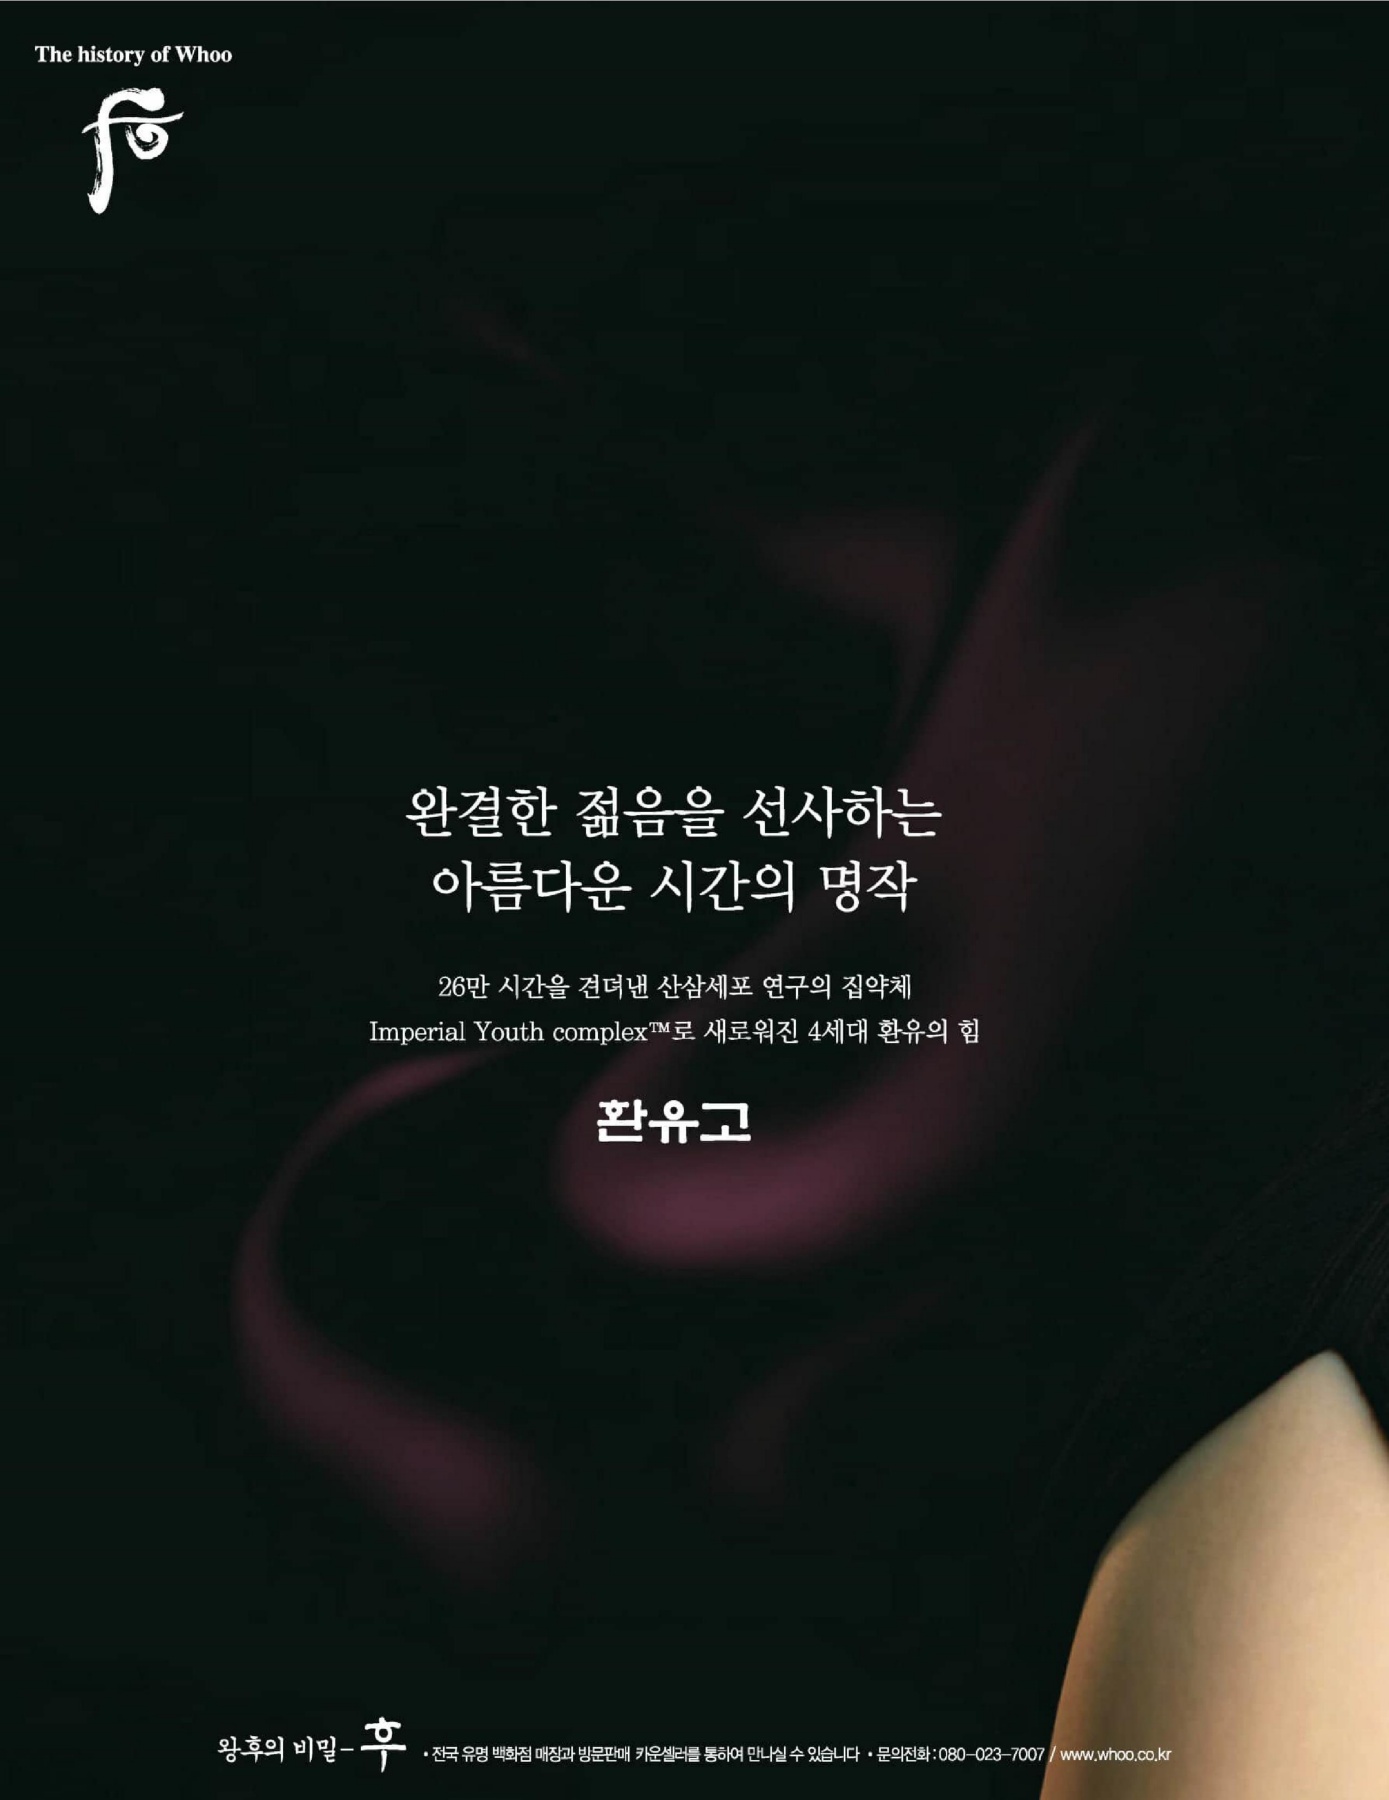 The history of Whoo
后
완결한 젊음을 선사하는
아름다운 시간의 명작
26만 시간을 견뎌낸 산삼세포 연구의 집약체
Imperial Youth complex™로 새로워진 4세대 환유의 힘
환유고
왕후의 비밀- 후 • 전국 유명 백화점 매장과 방문판매 카운셀러를 통하여 만나실 수 있습니다 • 문의전화 : 080-023-7007 / www.whoo.co.kr